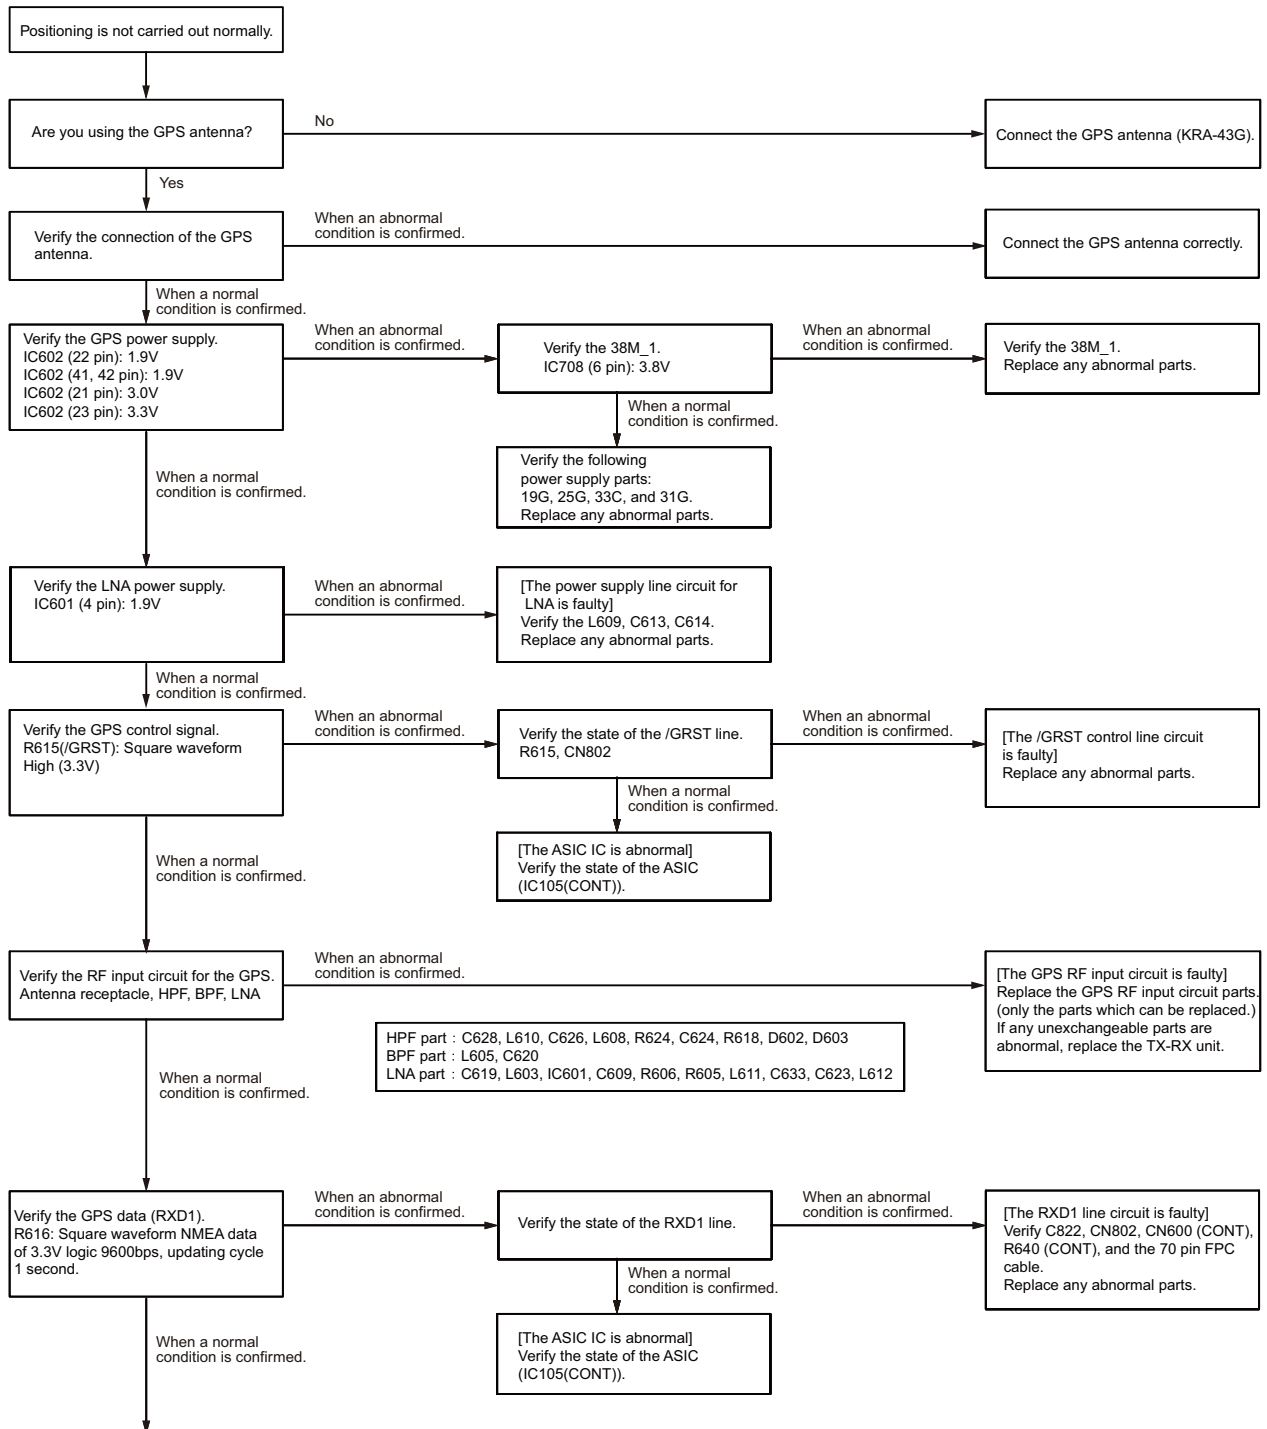 Positioning is not carried out normally.
Are you using the GPS antenna?
No
Connect the GPS antenna (KRA-43G).
Yes
Verify the connection of the GPS
antenna.
When an abnormal
condition is confirmed.
Connect the GPS antenna correctly.
When a normal
condition is confirmed.
Verify the GPS power supply.
IC602 (22 pin): 1.9V
IC602 (41, 42 pin): 1.9V
IC602 (21 pin): 3.0V
IC602 (23 pin): 3.3V
When an abnormal
condition is confirmed.
Verify the 38M_1.
IC708 (6 pin): 3.8V
When an abnormal
condition is confirmed.
Verify the 38M_1.
Replace any abnormal parts.
When a normal
condition is confirmed.
Verify the following
power supply parts:
19G, 25G, 33C, and 31G.
Replace any abnormal parts.
When a normal
condition is confirmed.
Verify the LNA power supply.
IC601 (4 pin): 1.9V
When an abnormal
condition is confirmed.
[The power supply line circuit for
LNA is faulty]
Verify the L609, C613, C614.
Replace any abnormal parts.
When a normal
condition is confirmed.
Verify the GPS control signal.
R615(/GRST): Square waveform
High (3.3V)
When an abnormal
condition is confirmed.
Verify the state of the /GRST line.
R615, CN802
When an abnormal
condition is confirmed.
[The /GRST control line circuit
is faulty]
Replace any abnormal parts.
When a normal
condition is confirmed.
[The ASIC IC is abnormal]
Verify the state of the ASIC
(IC105(CONT)).
When a normal
condition is confirmed.
Verify the RF input circuit for the GPS.
Antenna receptacle, HPF, BPF, LNA
When an abnormal
condition is confirmed.
[The GPS RF input circuit is faulty]
Replace the GPS RF input circuit parts.
(only the parts which can be replaced.)
If any unexchangeable parts are
abnormal, replace the TX-RX unit.
HPF part : C628, L610, C626, L608, R624, C624, R618, D602, D603
BPF part : L605, C620
LNA part : C619, L603, IC601, C609, R606, R605, L611, C633, C623, L612
When a normal
condition is confirmed.
Verify the GPS data (RXD1).
R616: Square waveform NMEA data
of 3.3V logic 9600bps, updating cycle
1 second.
When an abnormal
condition is confirmed.
Verify the state of the RXD1 line.
When an abnormal
condition is confirmed.
[The RXD1 line circuit is faulty]
Verify C822, CN802, CN600 (CONT),
R640 (CONT), and the 70 pin FPC
cable.
Replace any abnormal parts.
When a normal
condition is confirmed.
[The ASIC IC is abnormal]
Verify the state of the ASIC
(IC105(CONT)).
When a normal
condition is confirmed.